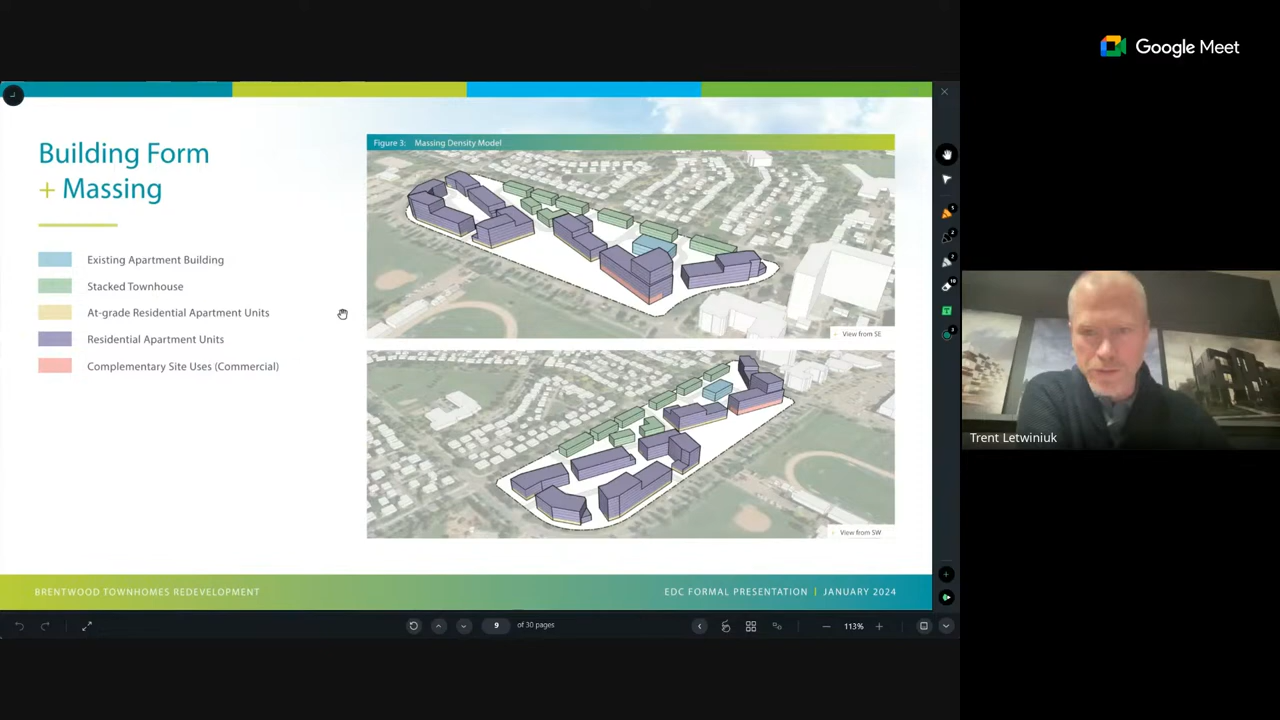 Google Meet
Building Form
+ Massing
Existing Apartment Building
Stacked Townhouse
At-grade Residential Apartment Units
Residential Apartment Units
Complementary Site Uses (Commercial)
Figure 3: Massing Density Model
View from SE
View from SW
Trent Letwiniuk
BRENTWOOD TOWNHOMES REDEVELOPMENT
EDC FORMAL PRESENTATION | JANUARY 2024
9 of 30 pages
113%